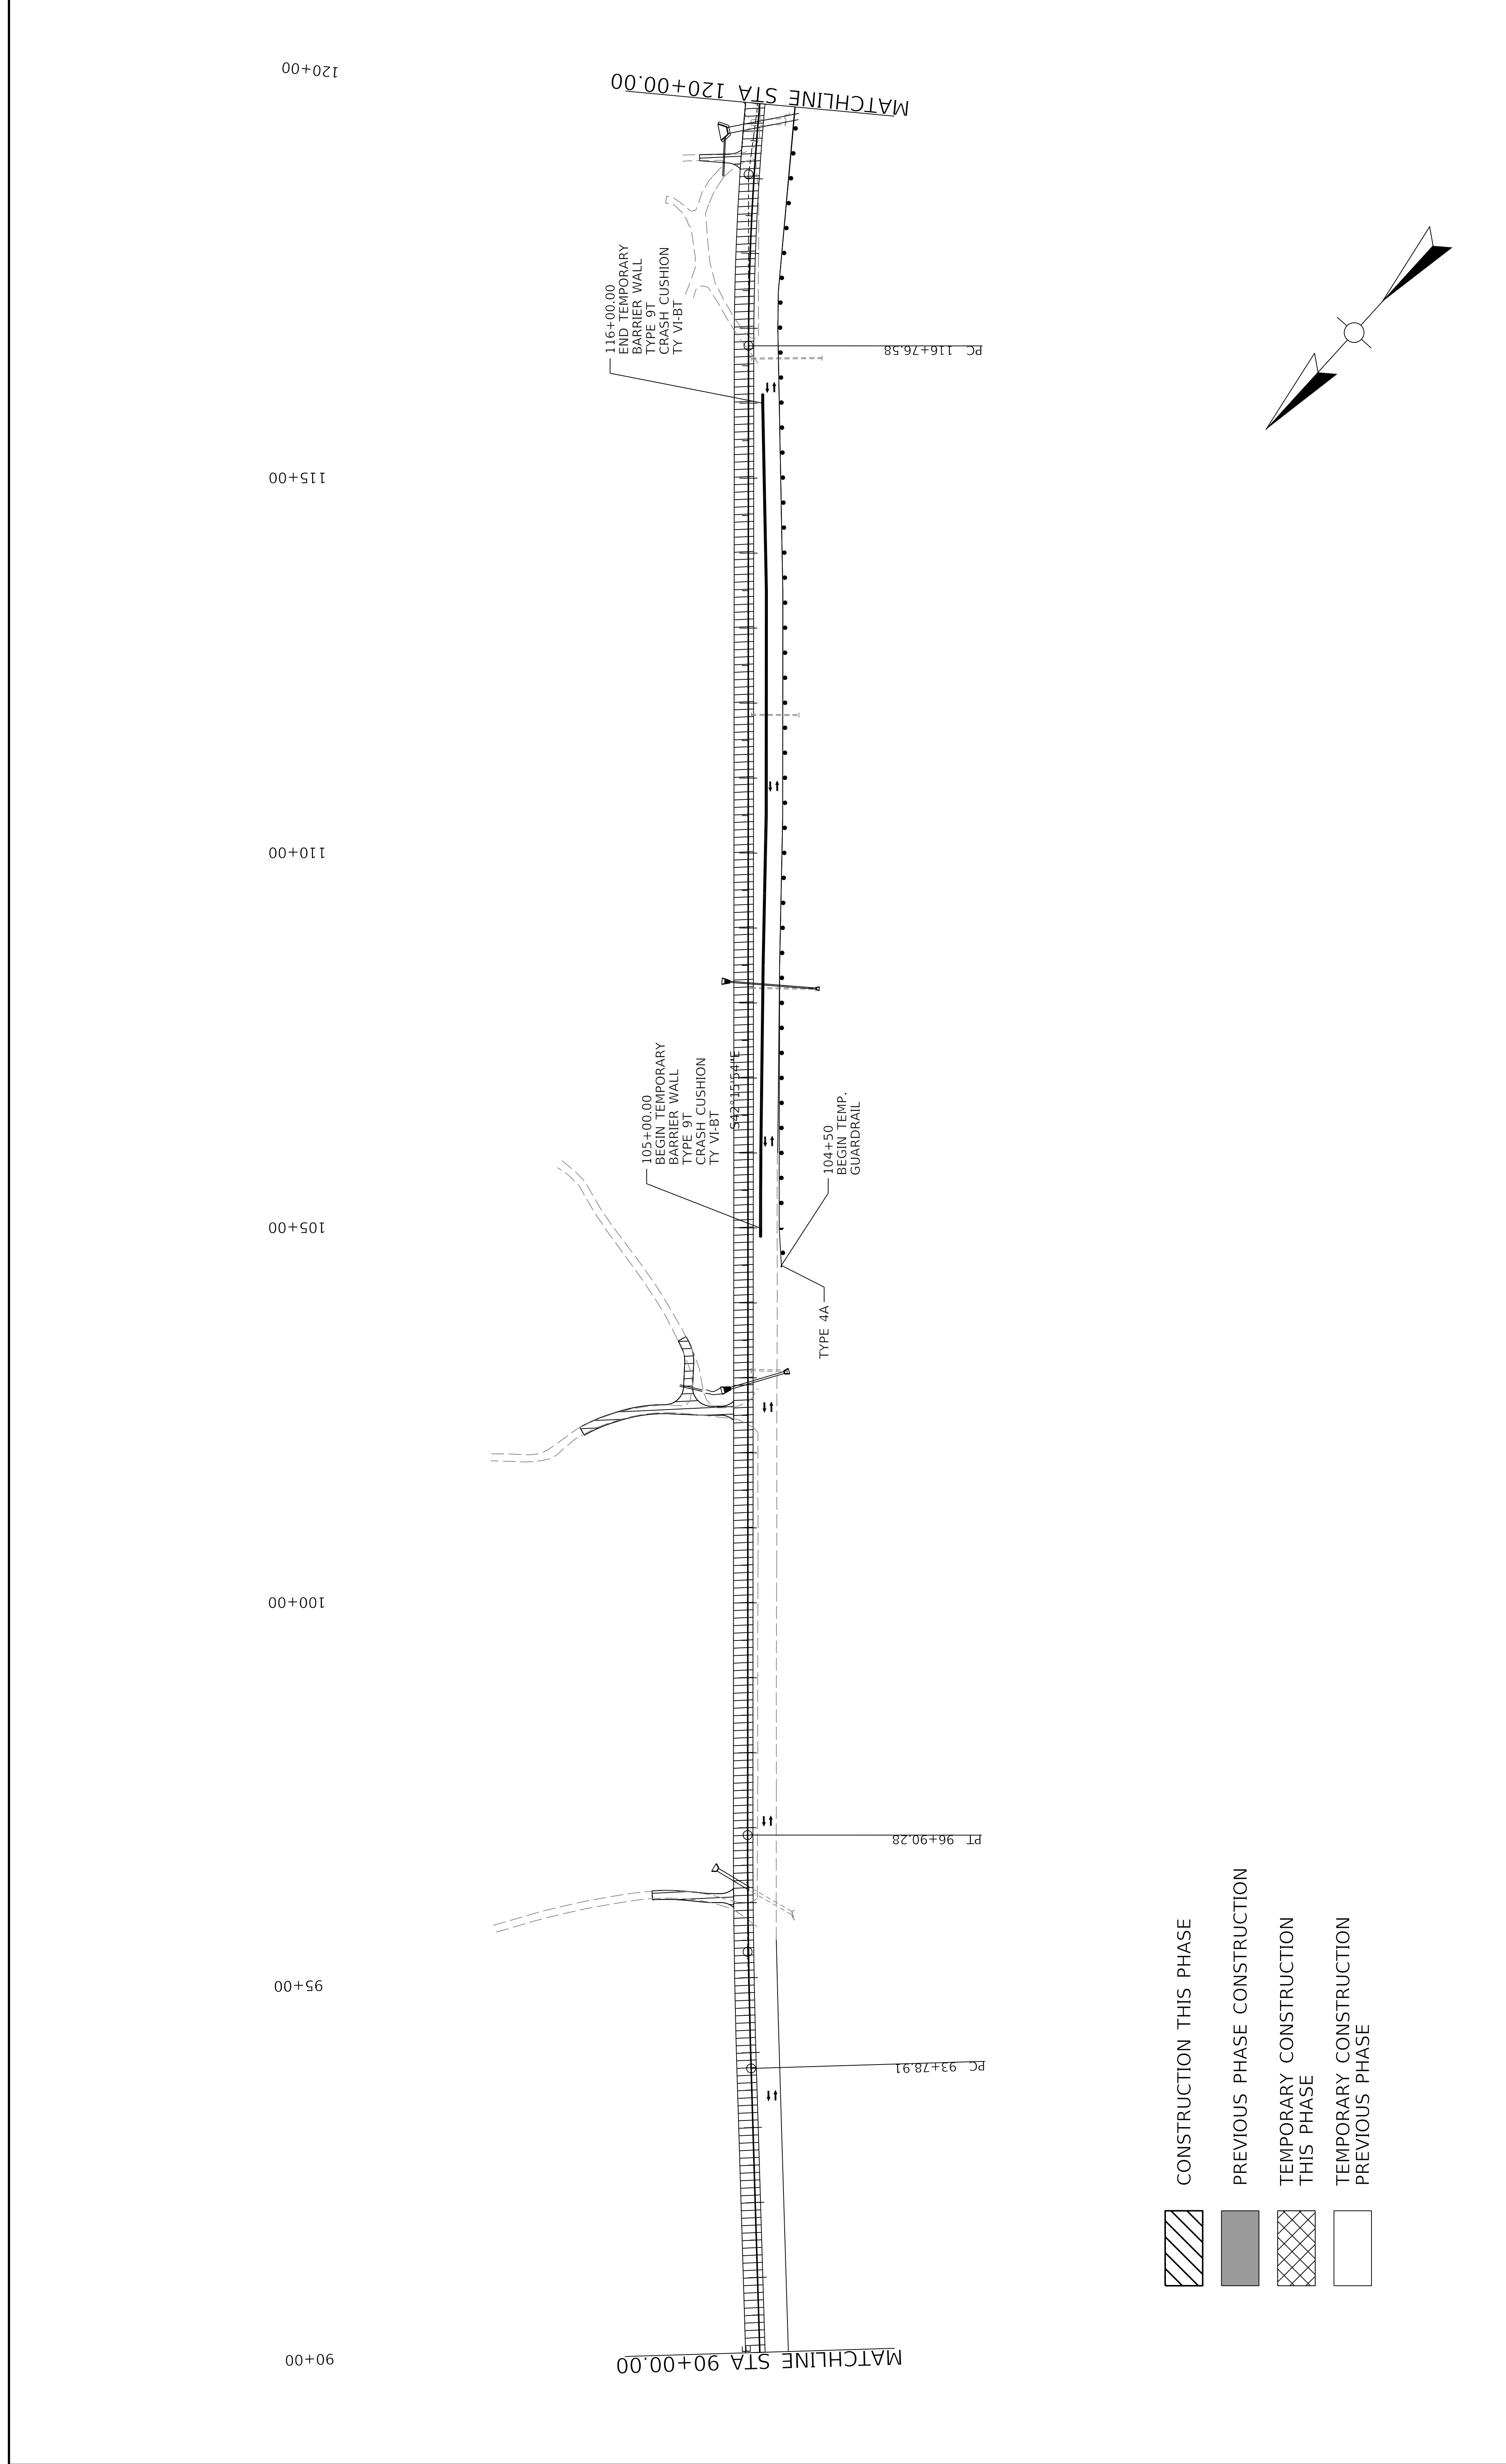 120+00
MATCHLINE STA 120+00.00
116+00.00
END TEMPORARY
BARRIER WALL
TYPE 9T
CRASH CUSHION
TY VI-BT
PC 116+76.58
115+00
110+00
105+00.00
BEGIN TEMPORARY
BARRIER WALL
TYPE 9T
CRASH CUSHION
TY VI-BT
S42°15'54"E
104+50
BEGIN TEMP.
GUARDRAIL
105+00
TYPE 4A
100+00
PT 96+90.28
95+00
PC 93+78.91
90+00
MATCHLINE STA 90+00.00
CONSTRUCTION THIS PHASE
PREVIOUS PHASE CONSTRUCTION
TEMPORARY CONSTRUCTION
THIS PHASE
TEMPORARY CONSTRUCTION
PREVIOUS PHASE